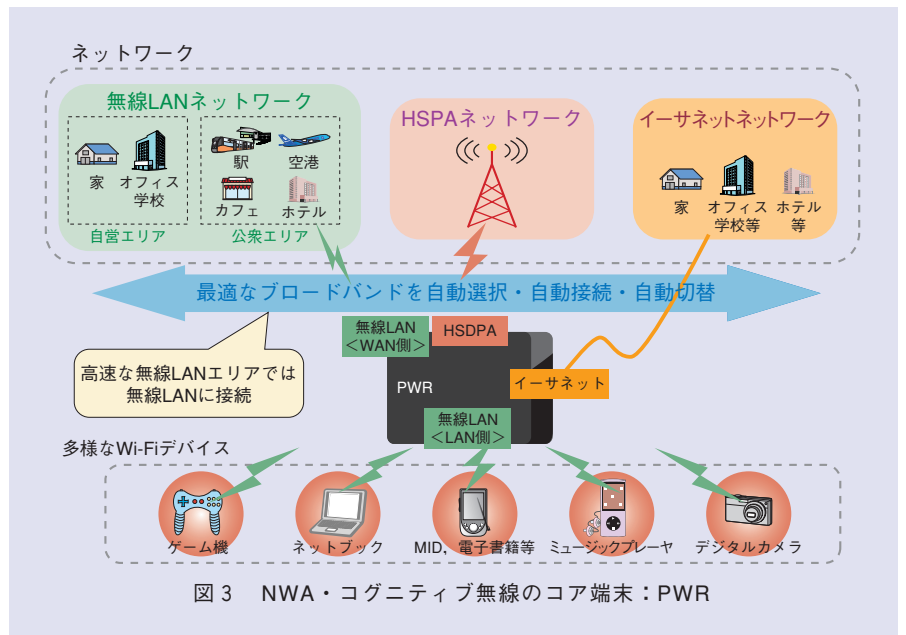 ネットワーク
無線LANネットワーク
家
オフィス
学校
自営エリア
駅
空港
カフェ
ホテル
公衆エリア
HSPAネットワーク
イーサネットネットワーク
家
オフィス
学校等
ホテル
等
最適なブロードバンドを自動選択・自動接続・自動切替
高速な無線LANエリアでは
無線LANに接続
無線LAN
＜WAN側＞
HSDPA
PWR
イーサネット
無線LAN
＜LAN側＞
多様なWi-Fiデバイス
ゲーム機
ネットブック
MID，電子書籍等
ミュージックプレーヤ
デジタルカメラ
図3　NWA・コグニティブ無線のコア端末：PWR